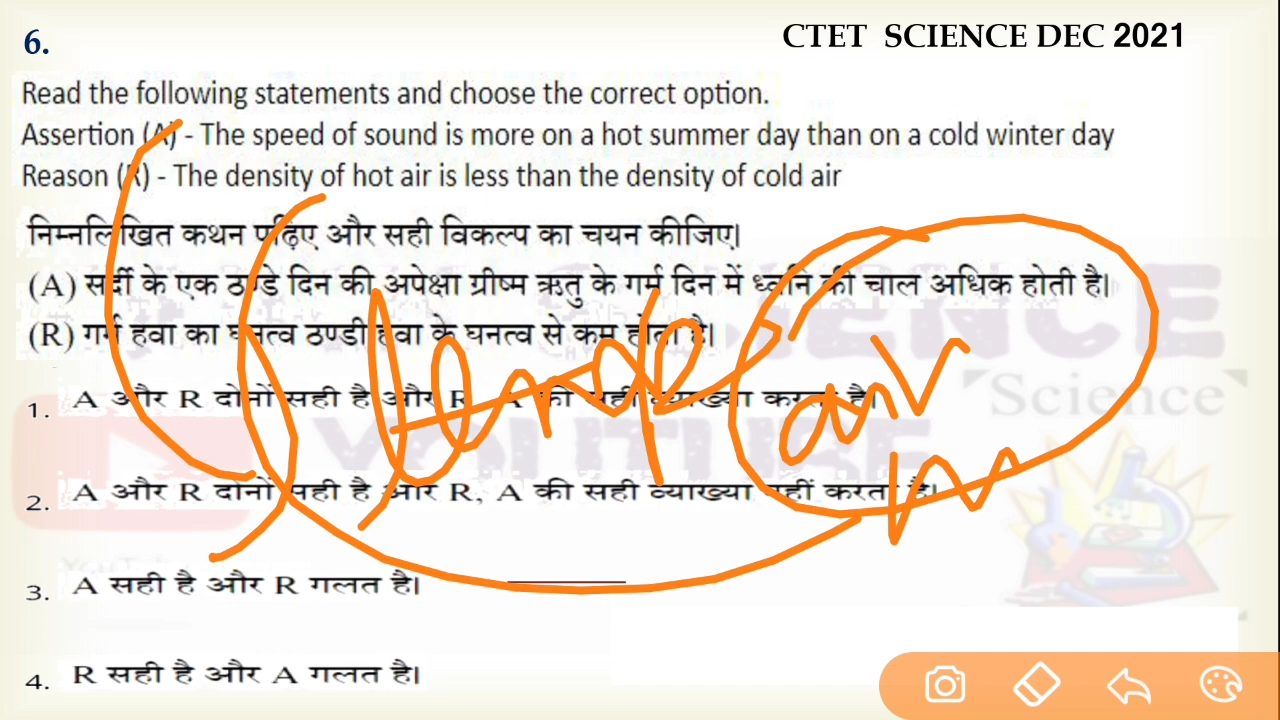 6.
CTET SCIENCE DEC 2021
Read the following statements and choose the correct option.
Assertion (A) - The speed of sound is more on a hot summer day than on a cold winter day
Reason (R) - The density of hot air is less than the density of cold air
निम्नलिखित कथन पढ़िए और सही विकल्प का चयन कीजिए।
(A) सर्दी के एक ठण्डे दिन की अपेक्षा ग्रीष्म ऋतु के गर्म दिन में ध्वनि की चाल अधिक होती है।
(R) गर्म हवा का घनत्व ठण्डी हवा के घनत्व से कम होता है।
1. A और R दोनों सही है और R, A की सही व्याख्या करता है।
2. A और R दोनों सही है और R, A की सही व्याख्या नहीं करता है।
3. A सही है और R गलत है।
4. R सही है और A गलत है।
SCIENCE
"Science"
YOUTUBE